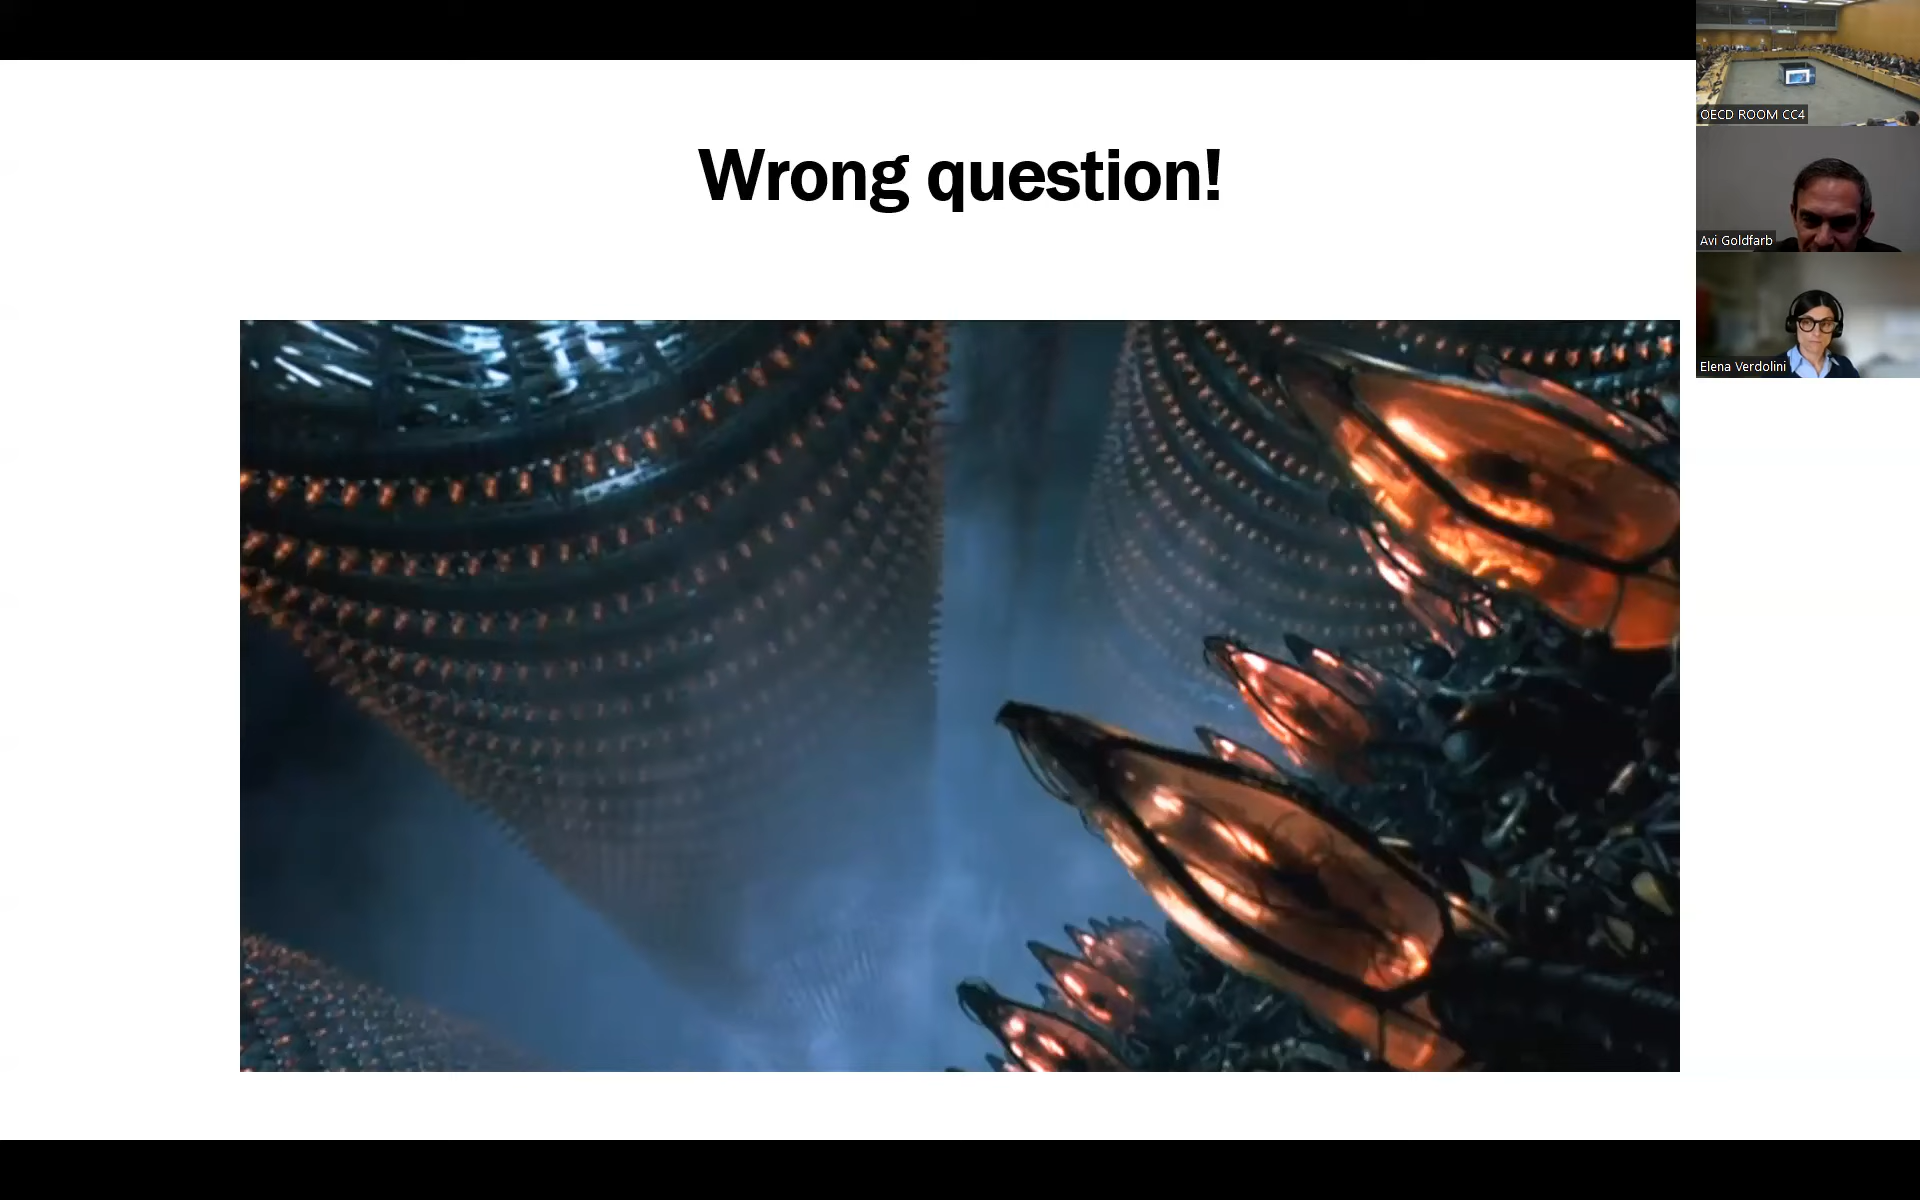 Wrong question!
OECD ROOM CC4
Avi Goldfarb
Elena Verdolini